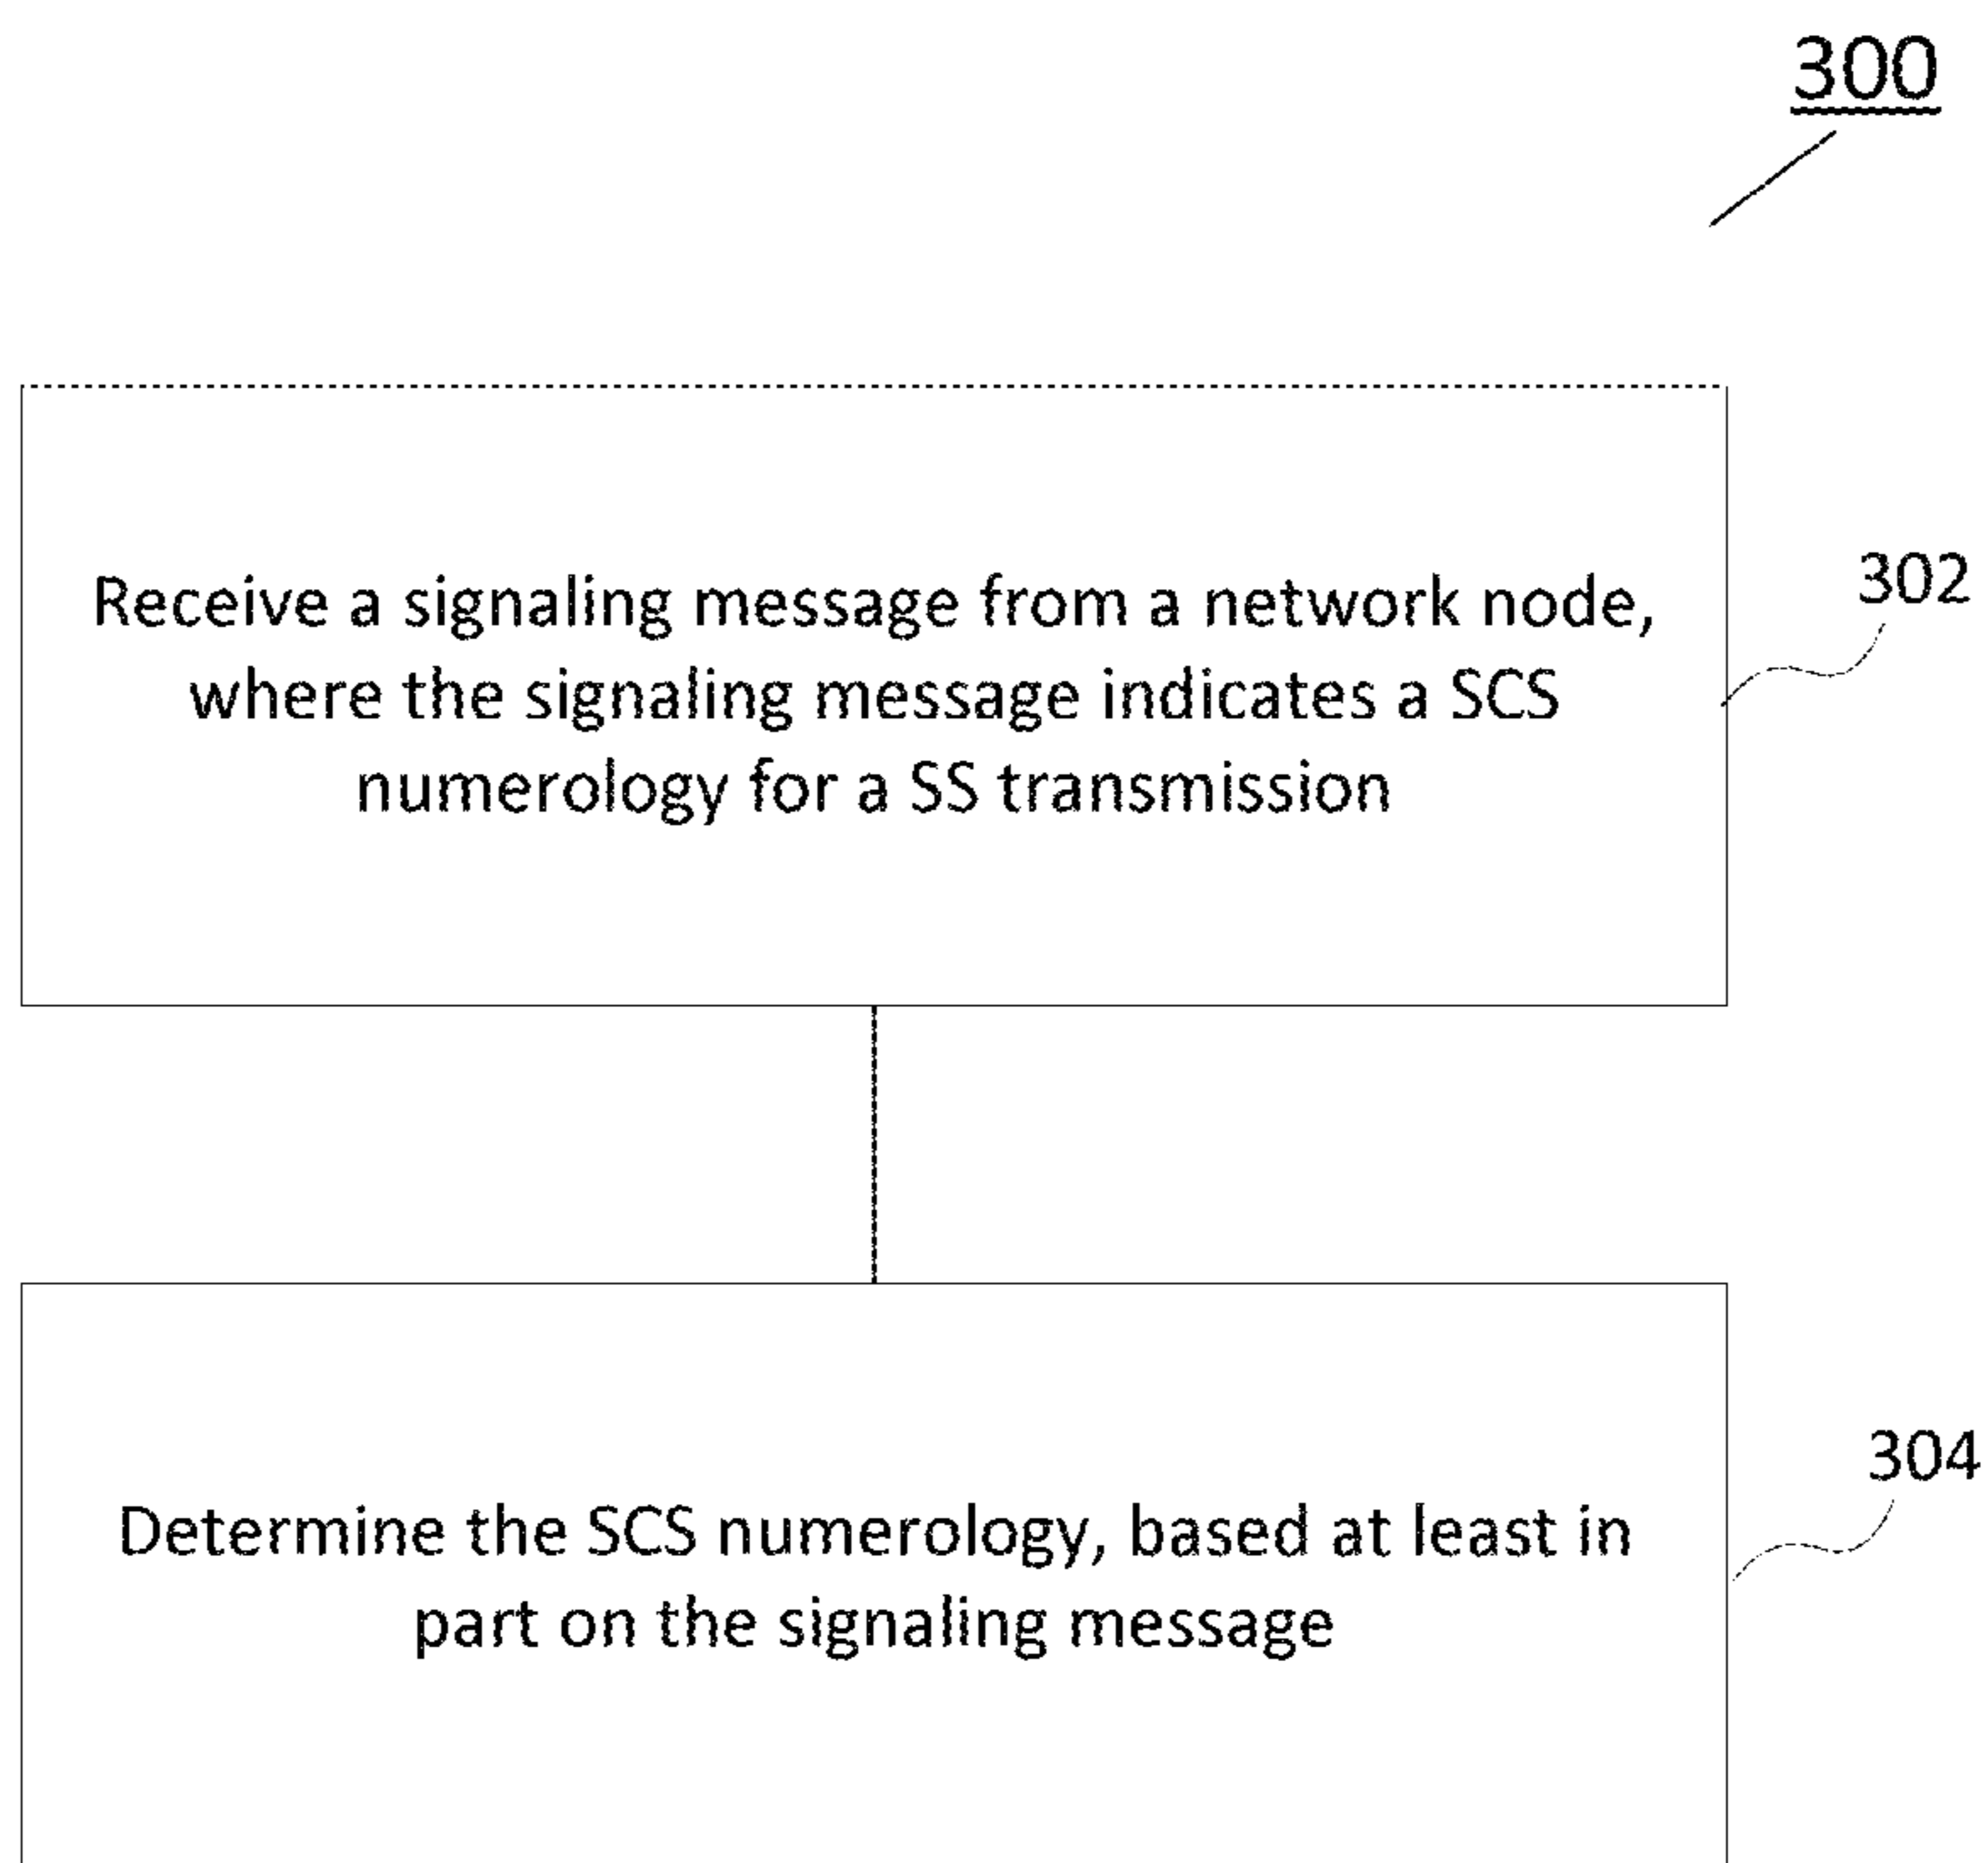 300
Receive a signaling message from a network node,
302
where the signaling message indicates a SCS
numerology for a SS transmission
304
Determine the SCS numerology, based at least in
part on the signaling message